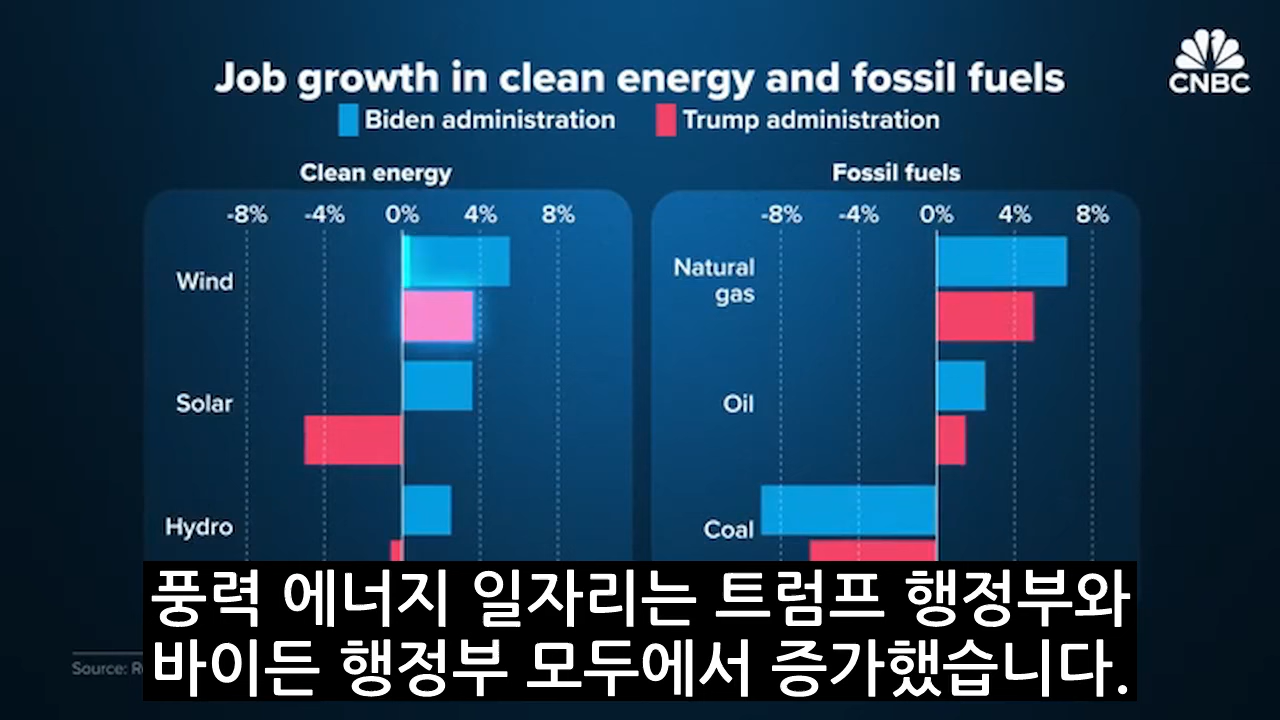 CNBC
Job growth in clean energy and fossil fuels
Biden administration Trump administration
Clean energy
-8% -4% 0% 4% 8%
Wind
Solar
Hydro
Fossil fuels
-8% -4% 0% 4% 8%
Natural
gas
Oil
Coal
Source:
풍력 에너지 일자리는 트럼프 행정부와
바이든 행정부 모두에서 증가했습니다.